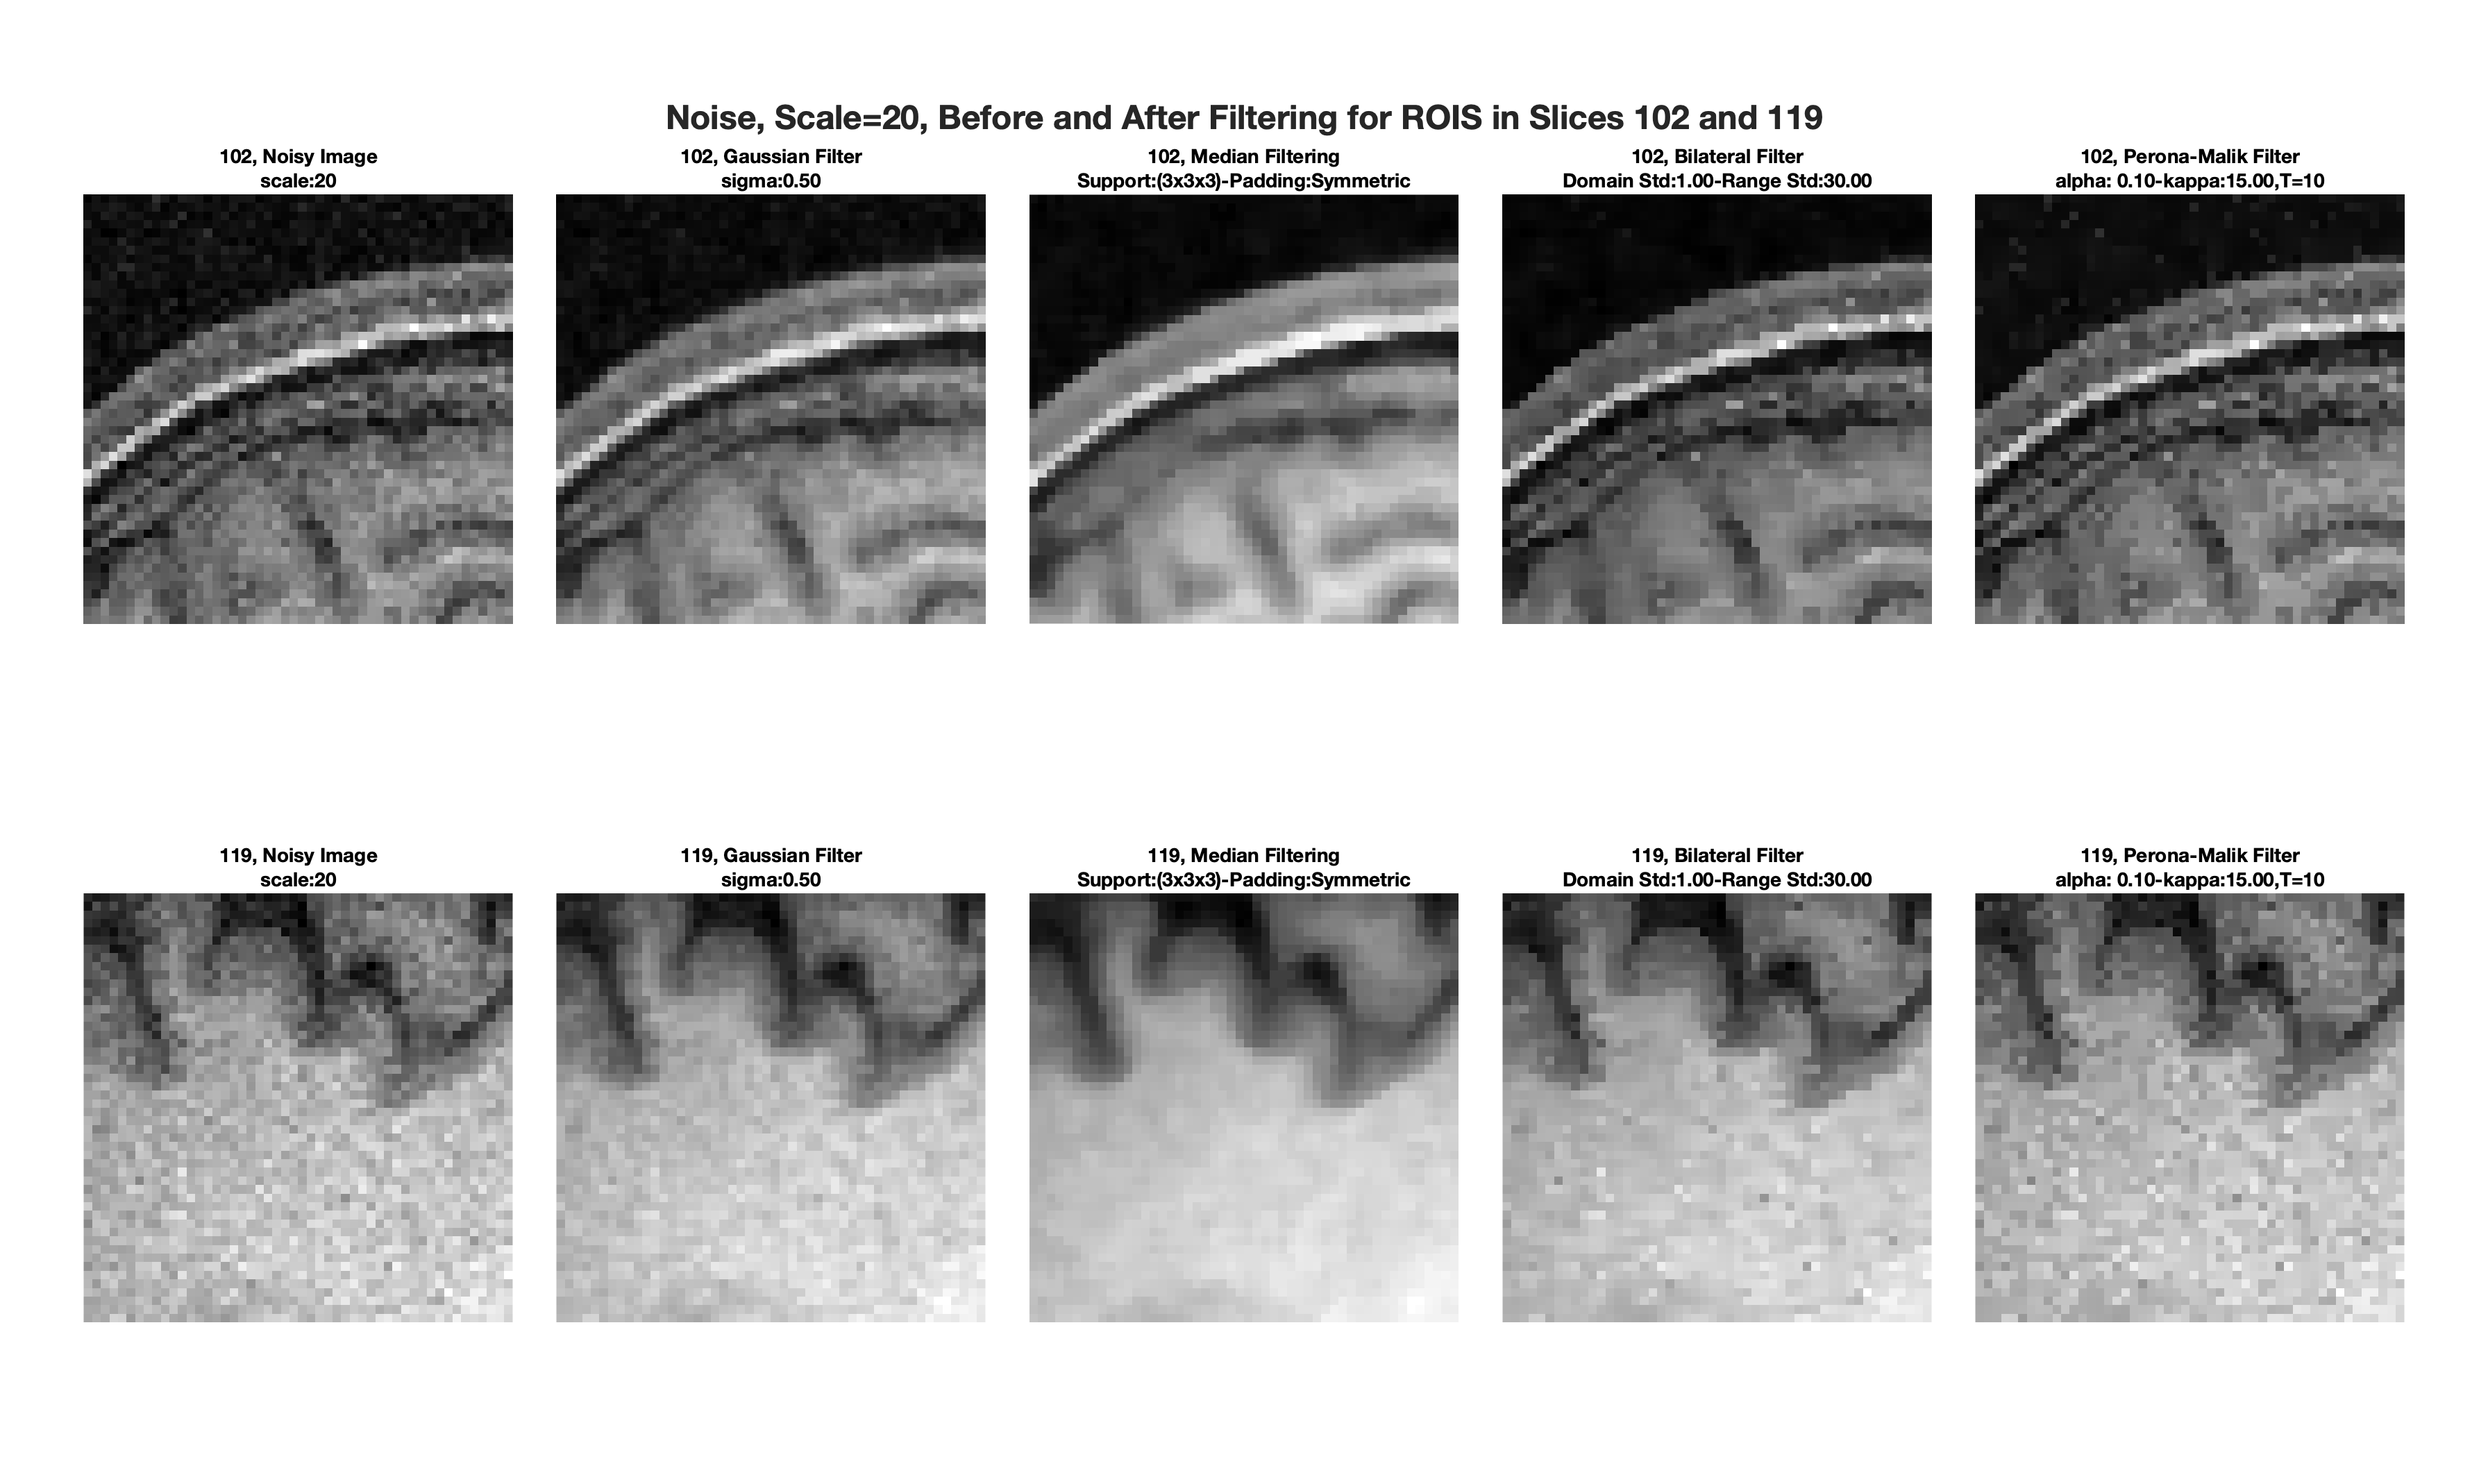 Noise, Scale=20, Before and After Filtering for ROIS in Slices 102 and 119
102, Noisy Image
scale:20
102, Gaussian Filter
sigma:0.50
102, Median Filtering
Support:(3x3x3)-Padding:Symmetric
102, Bilateral Filter
Domain Std:1.00-Range Std:30.00
102, Perona-Malik Filter
alpha: 0.10-kappa:15.00,T=10
119, Noisy Image
scale:20
119, Gaussian Filter
sigma:0.50
119, Median Filtering
Support:(3x3x3)-Padding:Symmetric
119, Bilateral Filter
Domain Std:1.00-Range Std:30.00
119, Perona-Malik Filter
alpha: 0.10-kappa:15.00,T=10